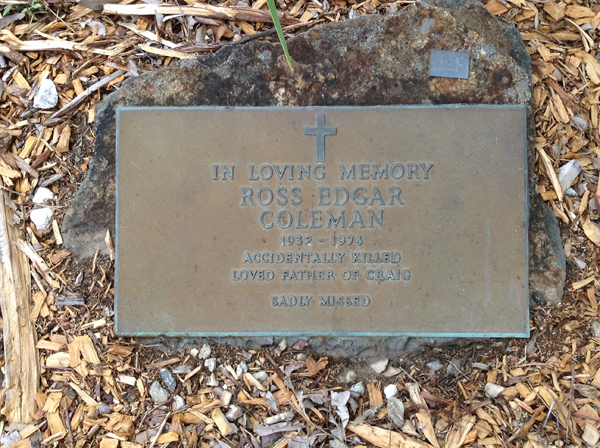 IN LOVING MEMORY
ROSS EDGAR
COLEMAN
1932 - 1974
ACCIDENTALLY KILLED
LOVED FATHER OF CRAIG
SADLY MISSED